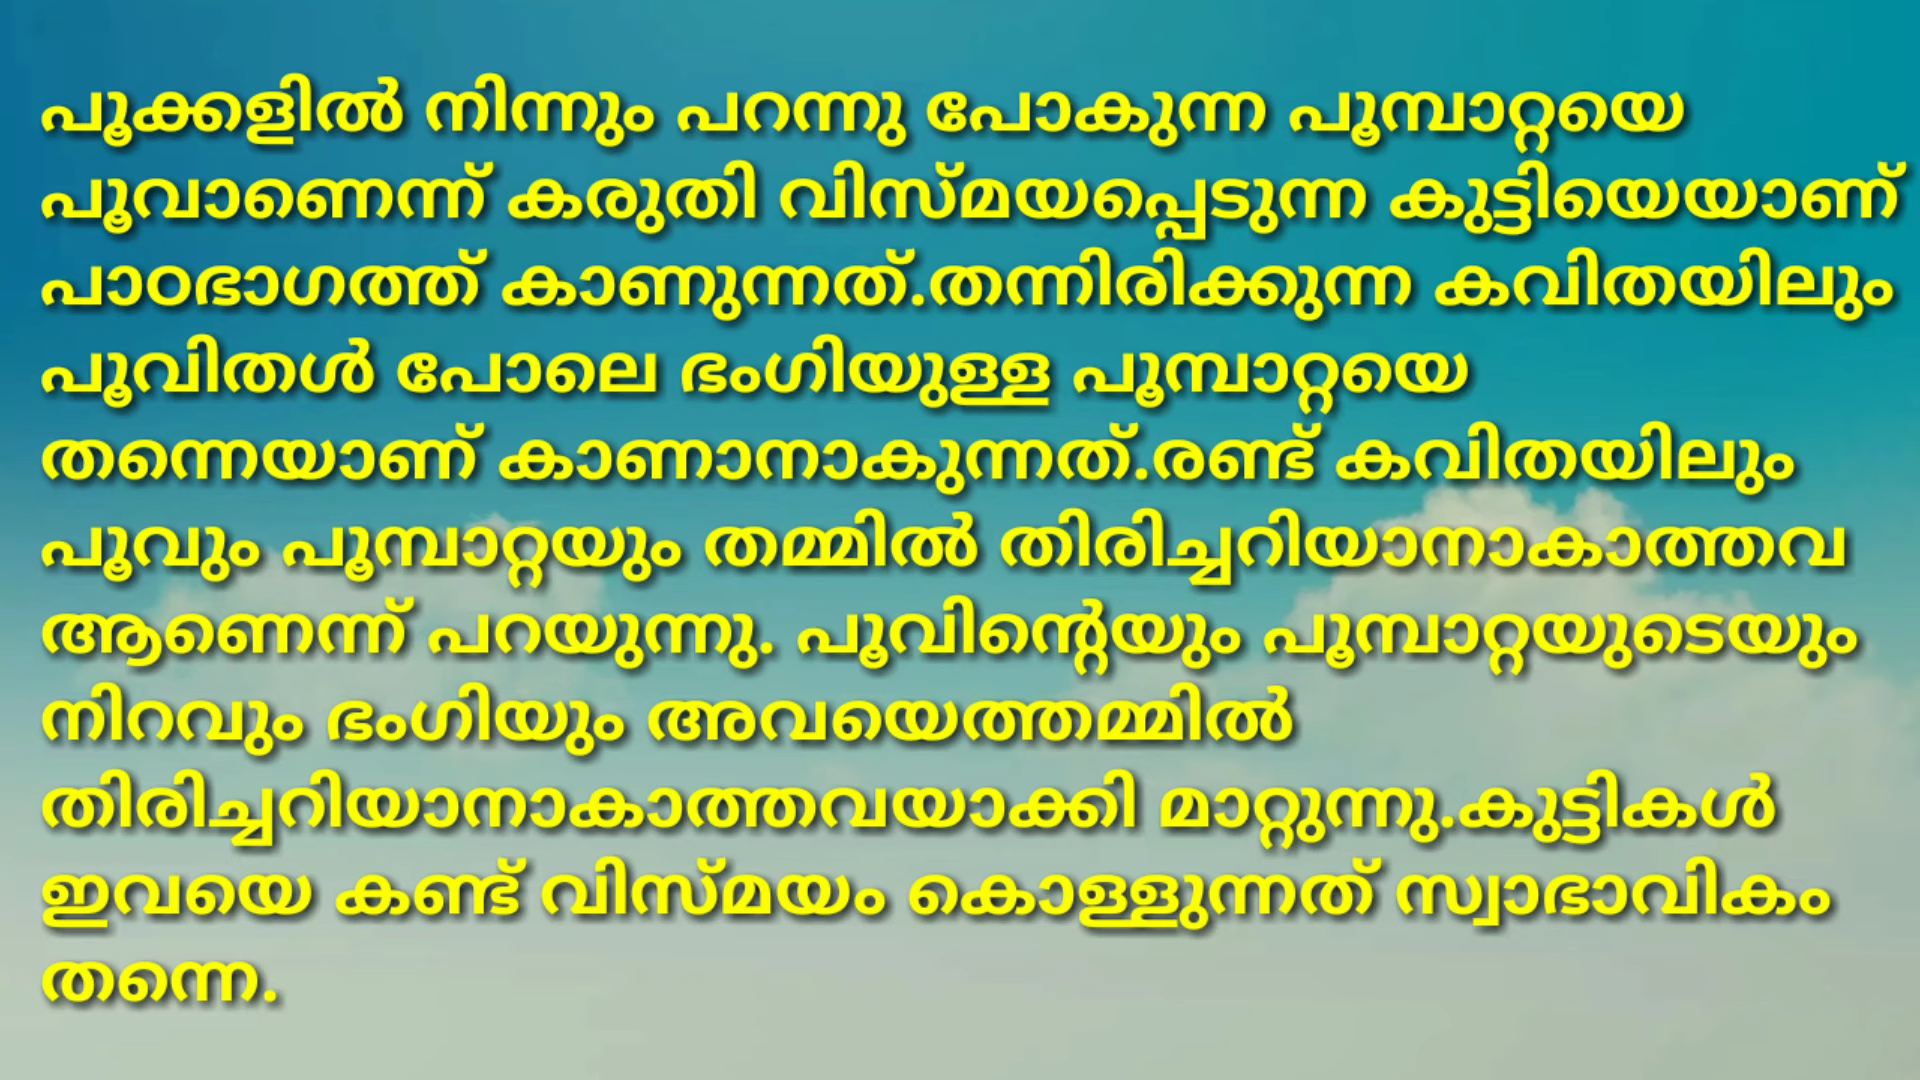 പൂക്കളിൽ നിന്നും പറന്നു പോകുന്ന പൂമ്പാറ്റയെ
പൂവാണെന്ന് കരുതി വിസ്മയപ്പെടുന്ന കുട്ടിയെയാണ്
പാഠഭാഗത്ത് കാണുന്നത്.തന്നിരിക്കുന്ന കവിതയിലും
പൂവിതൾ പോലെ ഭംഗിയുള്ള പൂമ്പാറ്റയെ
തന്നെയാണ് കാണാനാകുന്നത്.രണ്ട് കവിതയിലും
പൂവും പൂമ്പാറ്റയും തമ്മിൽ തിരിച്ചറിയാനാകാത്തവ
ആണെന്ന് പറയുന്നു. പൂവിന്റെയും പൂമ്പാറ്റയുടെയും
നിറവും ഭംഗിയും അവയെത്തമ്മിൽ
തിരിച്ചറിയാനാകാത്തവയാക്കി മാറ്റുന്നു.കുട്ടികൾ
ഇവയെ കണ്ട് വിസ്മയം കൊള്ളുന്നത് സ്വാഭാവികം
തന്നെ.